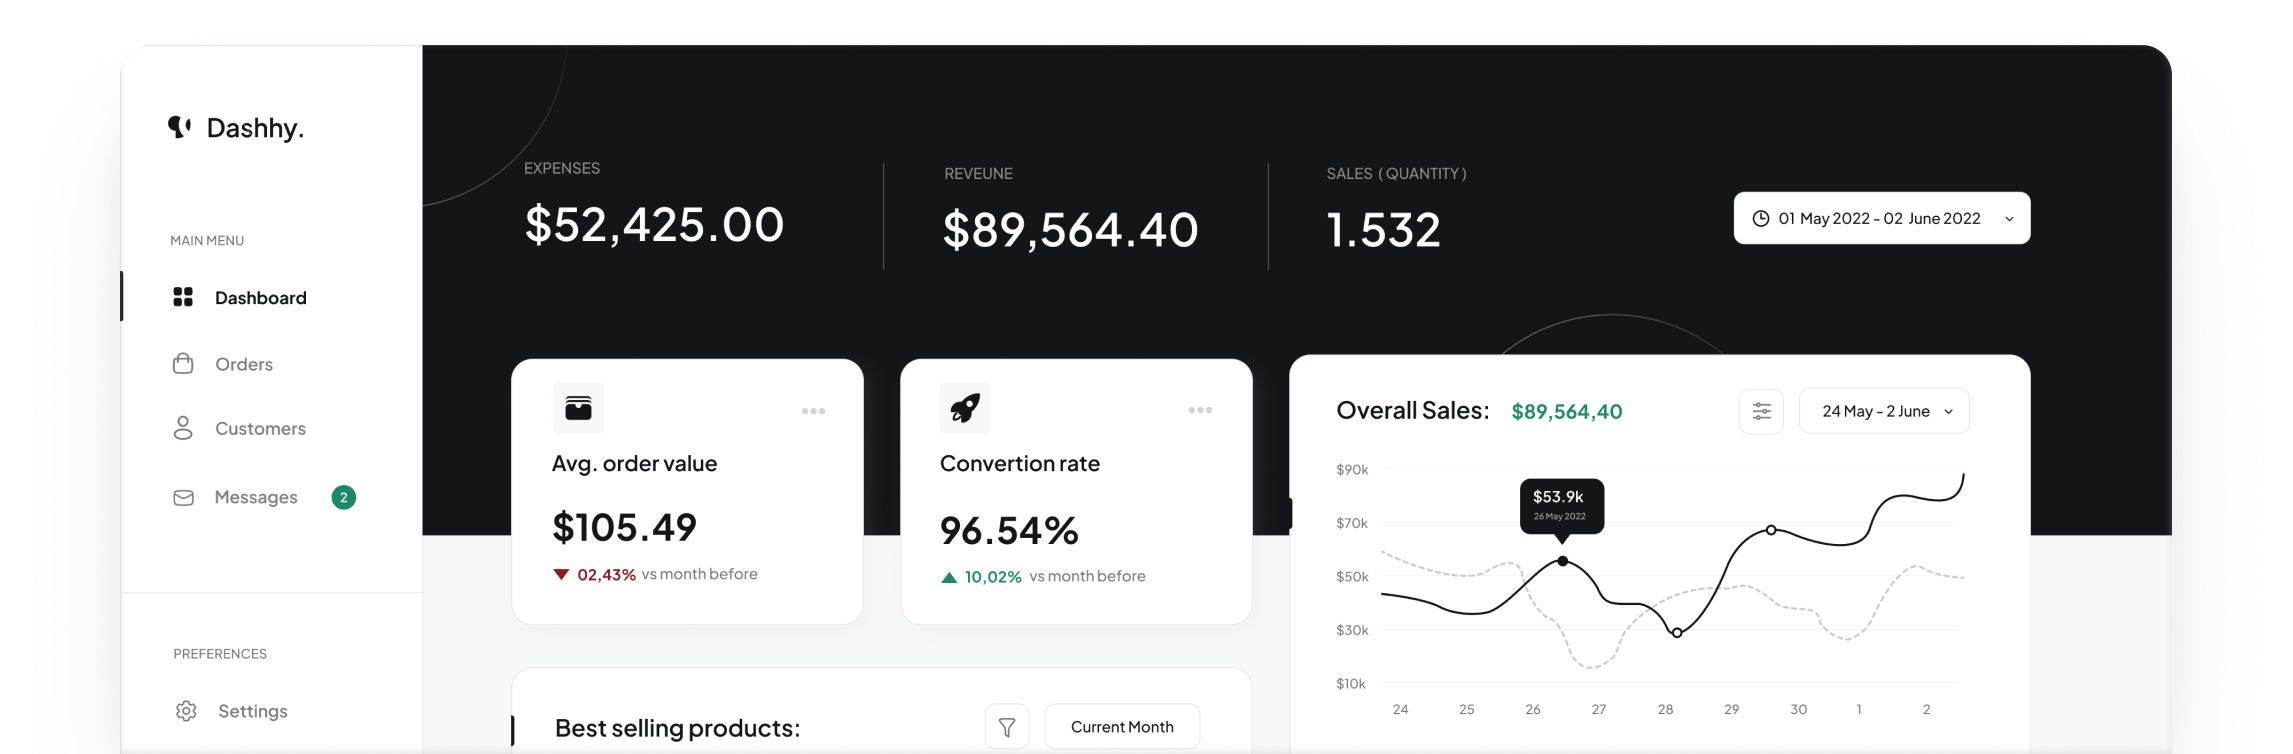 Dashhy.
MAIN MENU
Dashboard
Orders
Customers
Messages
2
PREFERENCES
Settings
EXPENSES
$52,425.00
REVEUNE
$89,564.40
SALES (QUANTITY)
1.532
01 May 2022 - 02 June 2022
Avg. order value
$105.49
02,43% vs month before
Convertion rate
96.54%
10,02% vs month before
Best selling products:
Current Month
Overall Sales: $89,564,40
24 May - 2 June
$90k
$70k
$50k
$30k
$10k
$53.9k
26 May 2022
24 25 26 27 28 29 30 1 2